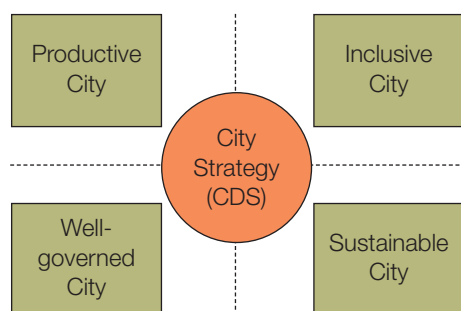 Productive
City
Inclusive
City
City
Strategy
(CDS)
Well-
governed
City
Sustainable
City